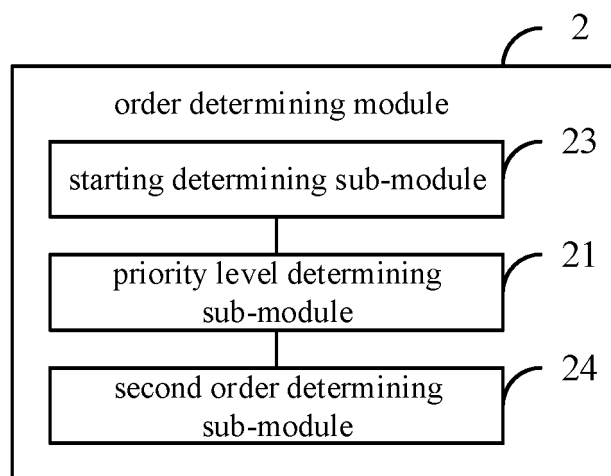 2
order determining module
23
starting determining sub-module
21
priority level determining
sub-module
24
second order determining
sub-module